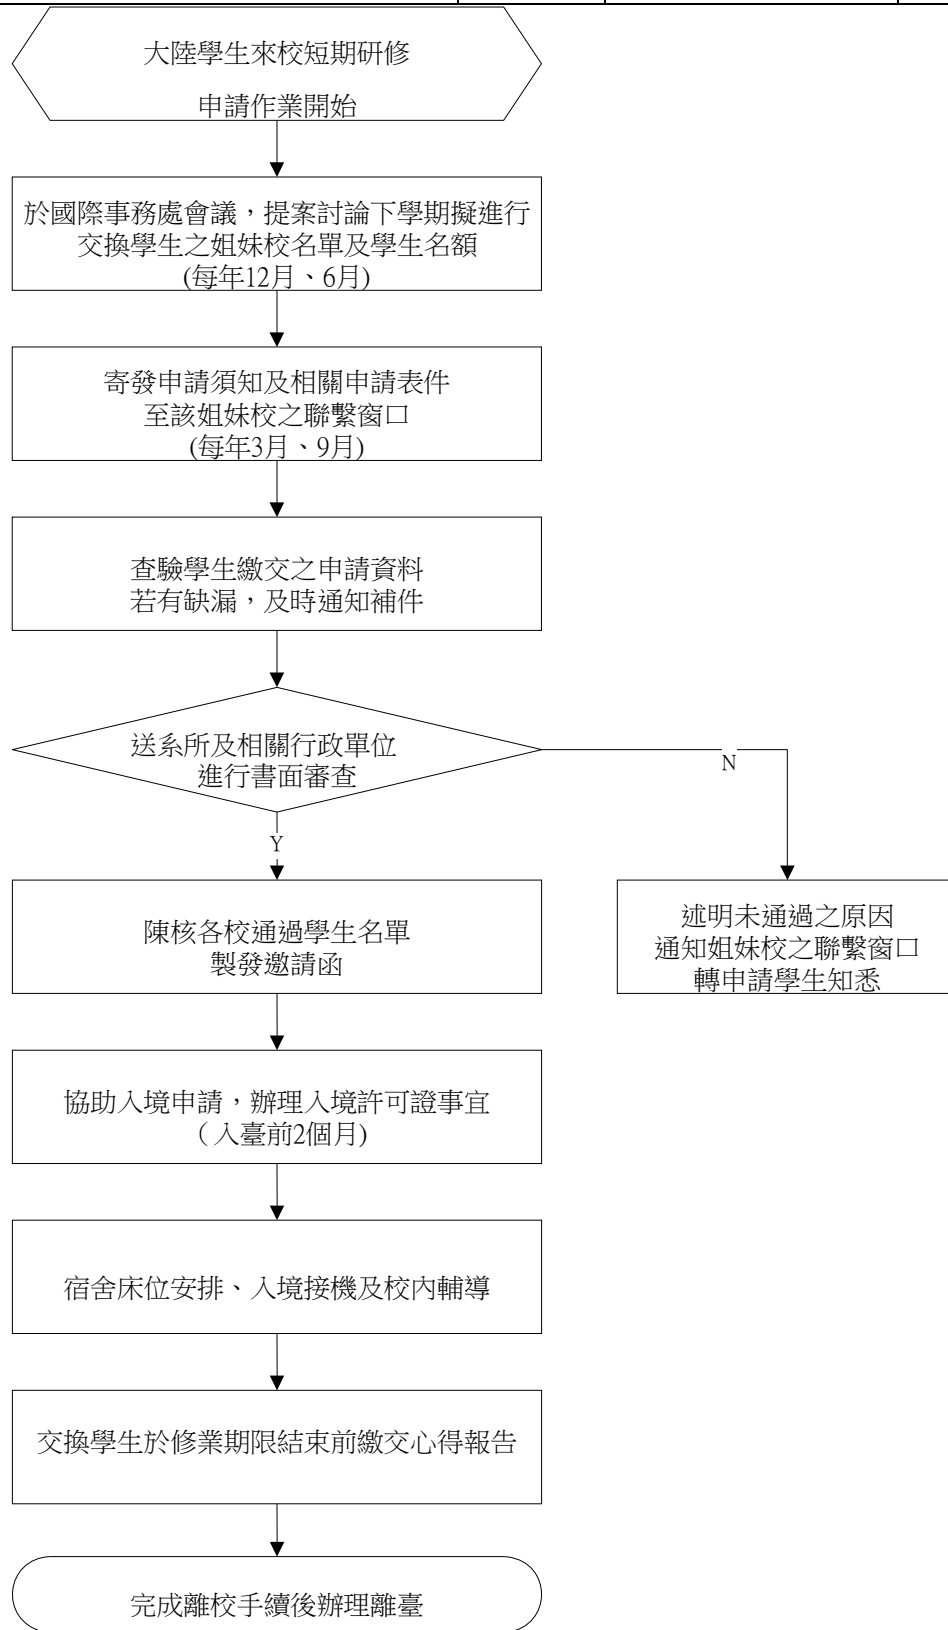 大陸學生來校短期研修
申請作業開始
於國際事務處會議，提案討論下學期擬進行
交換學生之姐妹校名單及學生名額
(每年12月、6月)
寄發申請須知及相關申請表件
至該姐妹校之聯繫窗口
(每年3月、9月)
查驗學生繳交之申請資料
若有缺漏，及時通知補件
送系所及相關行政單位
進行書面審查
N
Y
陳核各校通過學生名單
製發邀請函
述明未通過之原因
通知姐妹校之聯繫窗口
轉申請學生知悉
協助入境申請，辦理入境許可證事宜
（入臺前2個月)
宿舍床位安排、入境接機及校內輔導
交換學生於修業期限結束前繳交心得報告
完成離校手續後辦理離臺